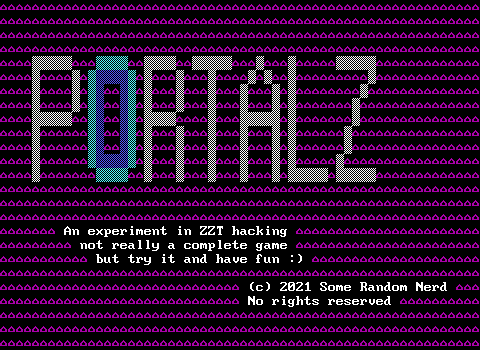 PORTALZ
An experiment in ZZT hacking
not really a complete game
but try it and have fun :)
(c) 2021 Some Random Nerd
No rights reserved